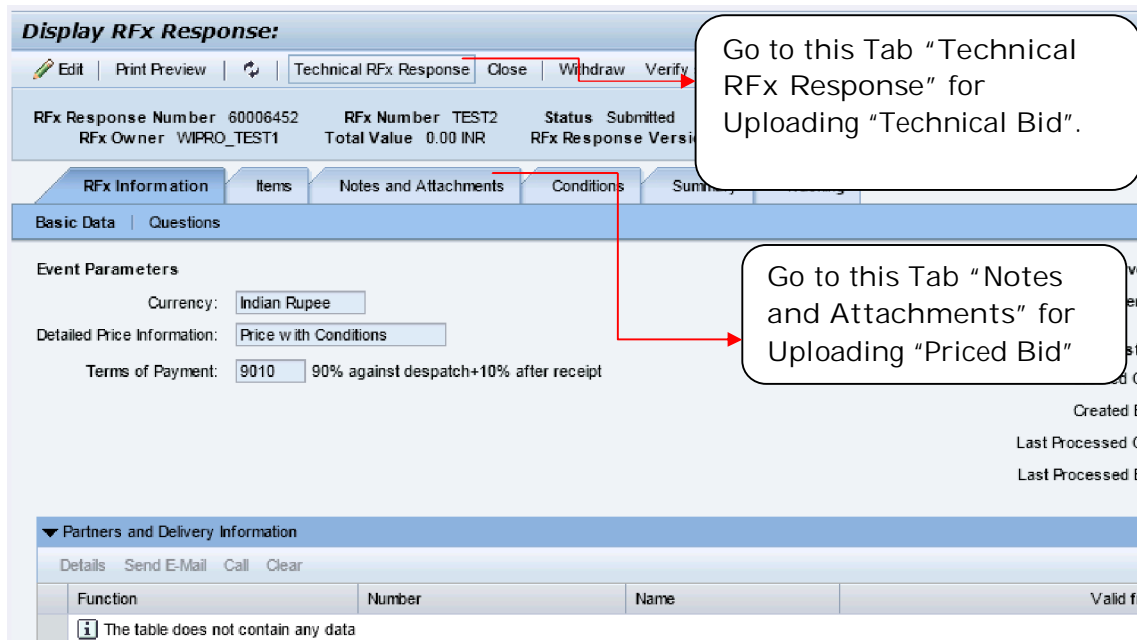 Display RFx Response:
Edit | Print Preview | | Technical RFx Response Close | Withdraw Verify
Go to this Tab “Technical
RFx Response” for
Uploading “Technical Bid”.
RFx Response Number 60006452 RFx Number TEST2 Status Submitted
RFx Owner WIPRO_TEST1 Total Value 0.00 INR RFx Response
RFx Information Items Notes and Attachments Conditions
Basic Data | Questions
Event Parameters
Currency: Indian Rupee
Detailed Price Information: Price with Conditions
Terms of Payment: 9010 90% against despatch+10% after receipt
Go to this Tab “Notes
and Attachments” for
Uploading “Priced Bid”
Created
Last Processed
Last Processed
Partners and Delivery Information
Details Send E-Mail Call Clear
Function Number Name Valid
The table does not contain any data